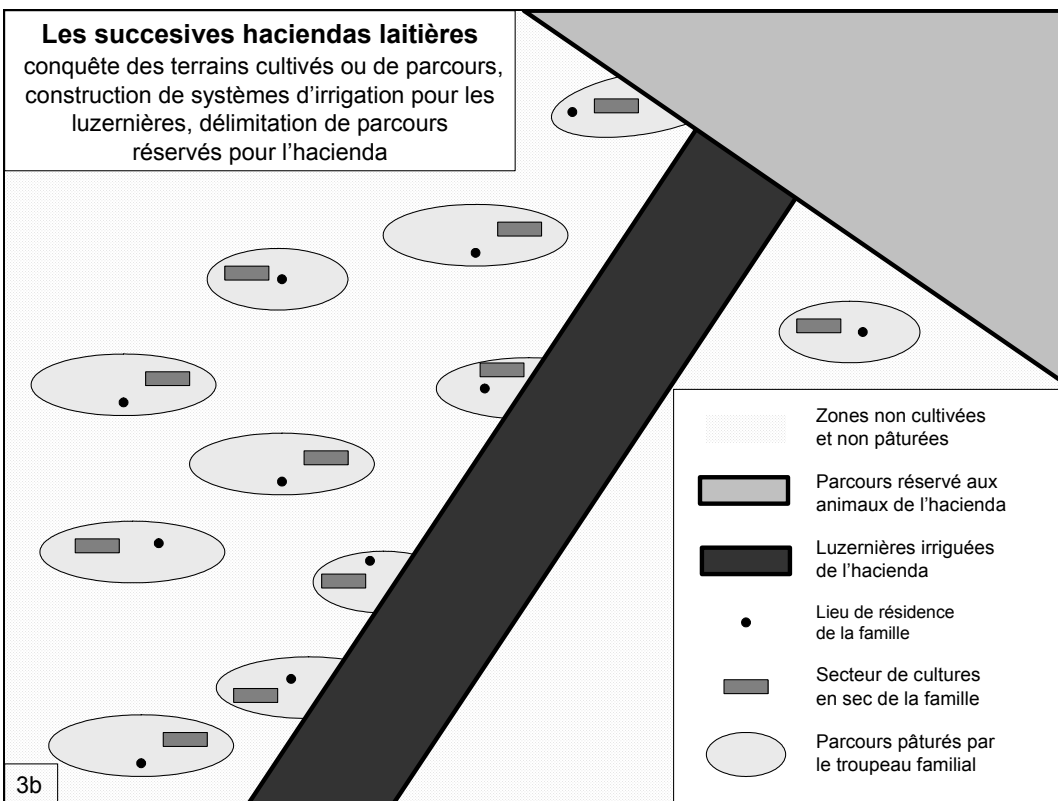 Les succesives haciendas laitières
conquête des terrains cultivés ou de parcours,
construction de systèmes d'irrigation pour les
luzernières, délimitation de parcours
réservés pour l'hacienda
Zones non cultivées
et non pâturées
Parcours réservé aux
animaux de l'hacienda
Luzernières irriguées
de l'hacienda
Lieu de résidence
de la famille
Secteur de cultures
en sec de la famille
Parcours pâturés par
le troupeau familial
3b